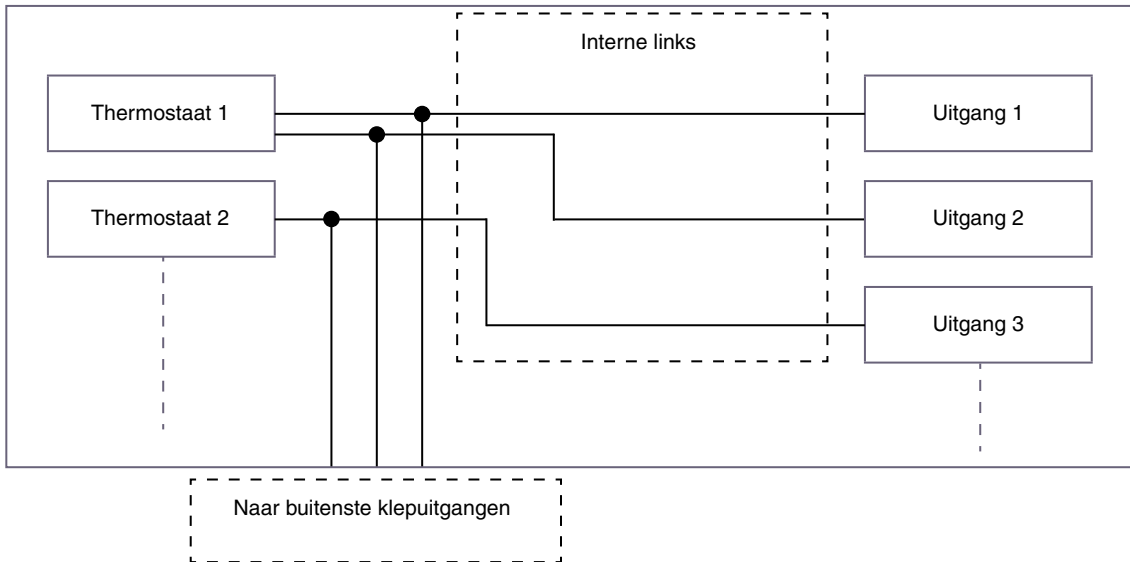 Interne links
Thermostaat 1
Uitgang 1
Thermostaat 2
Uitgang 2
Uitgang 3
Naar buitenste klepuitgangen